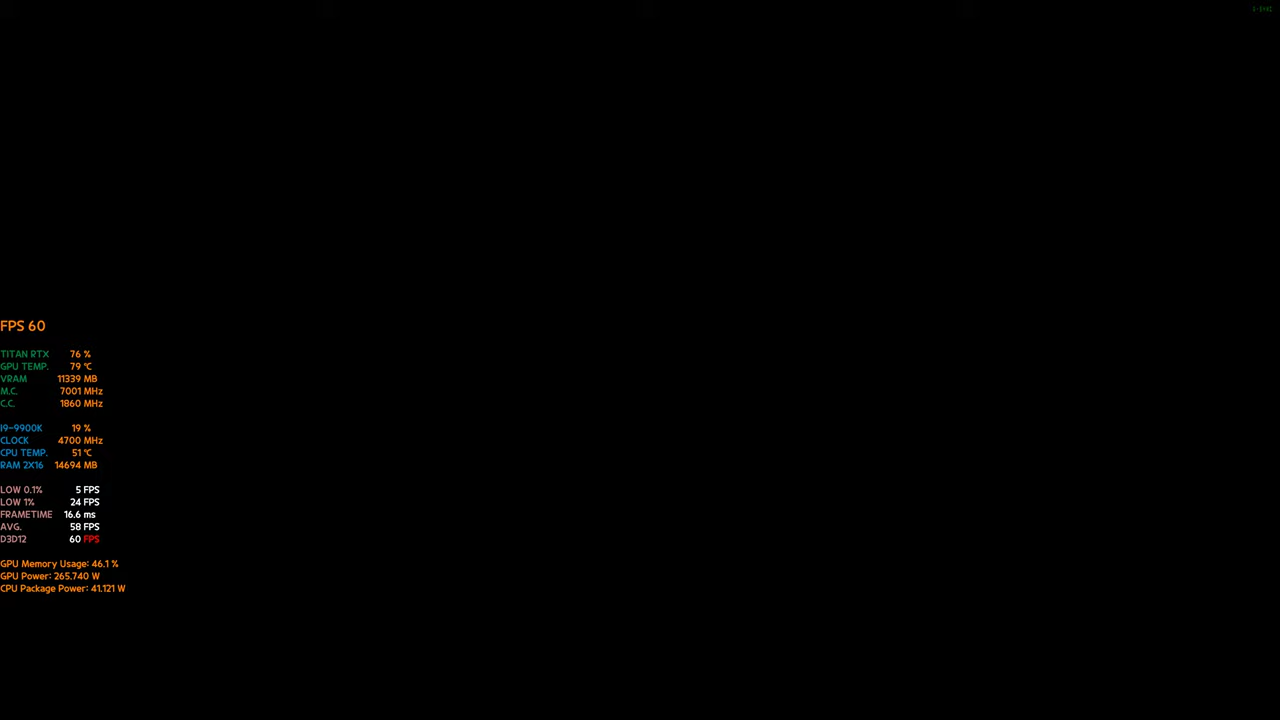 FPS 60
TITAN RTX 76 %
GPU TEMP. 79 °C
VRAM 11339 MB
M.C. 7001 MHz
C.C. 1860 MHz
I9-9900K 19 %
CLOCK 4700 MHz
CPU TEMP. 51 °C
RAM 2X16 14694 MB
LOW 0.1% 5 FPS
LOW 1% 24 FPS
FRAMETIME 16.6 ms
AVG. 58 FPS
D3D12 60 FPS
GPU Memory Usage: 46.1 %
GPU Power: 265.740 W
CPU Package Power: 41.121 W